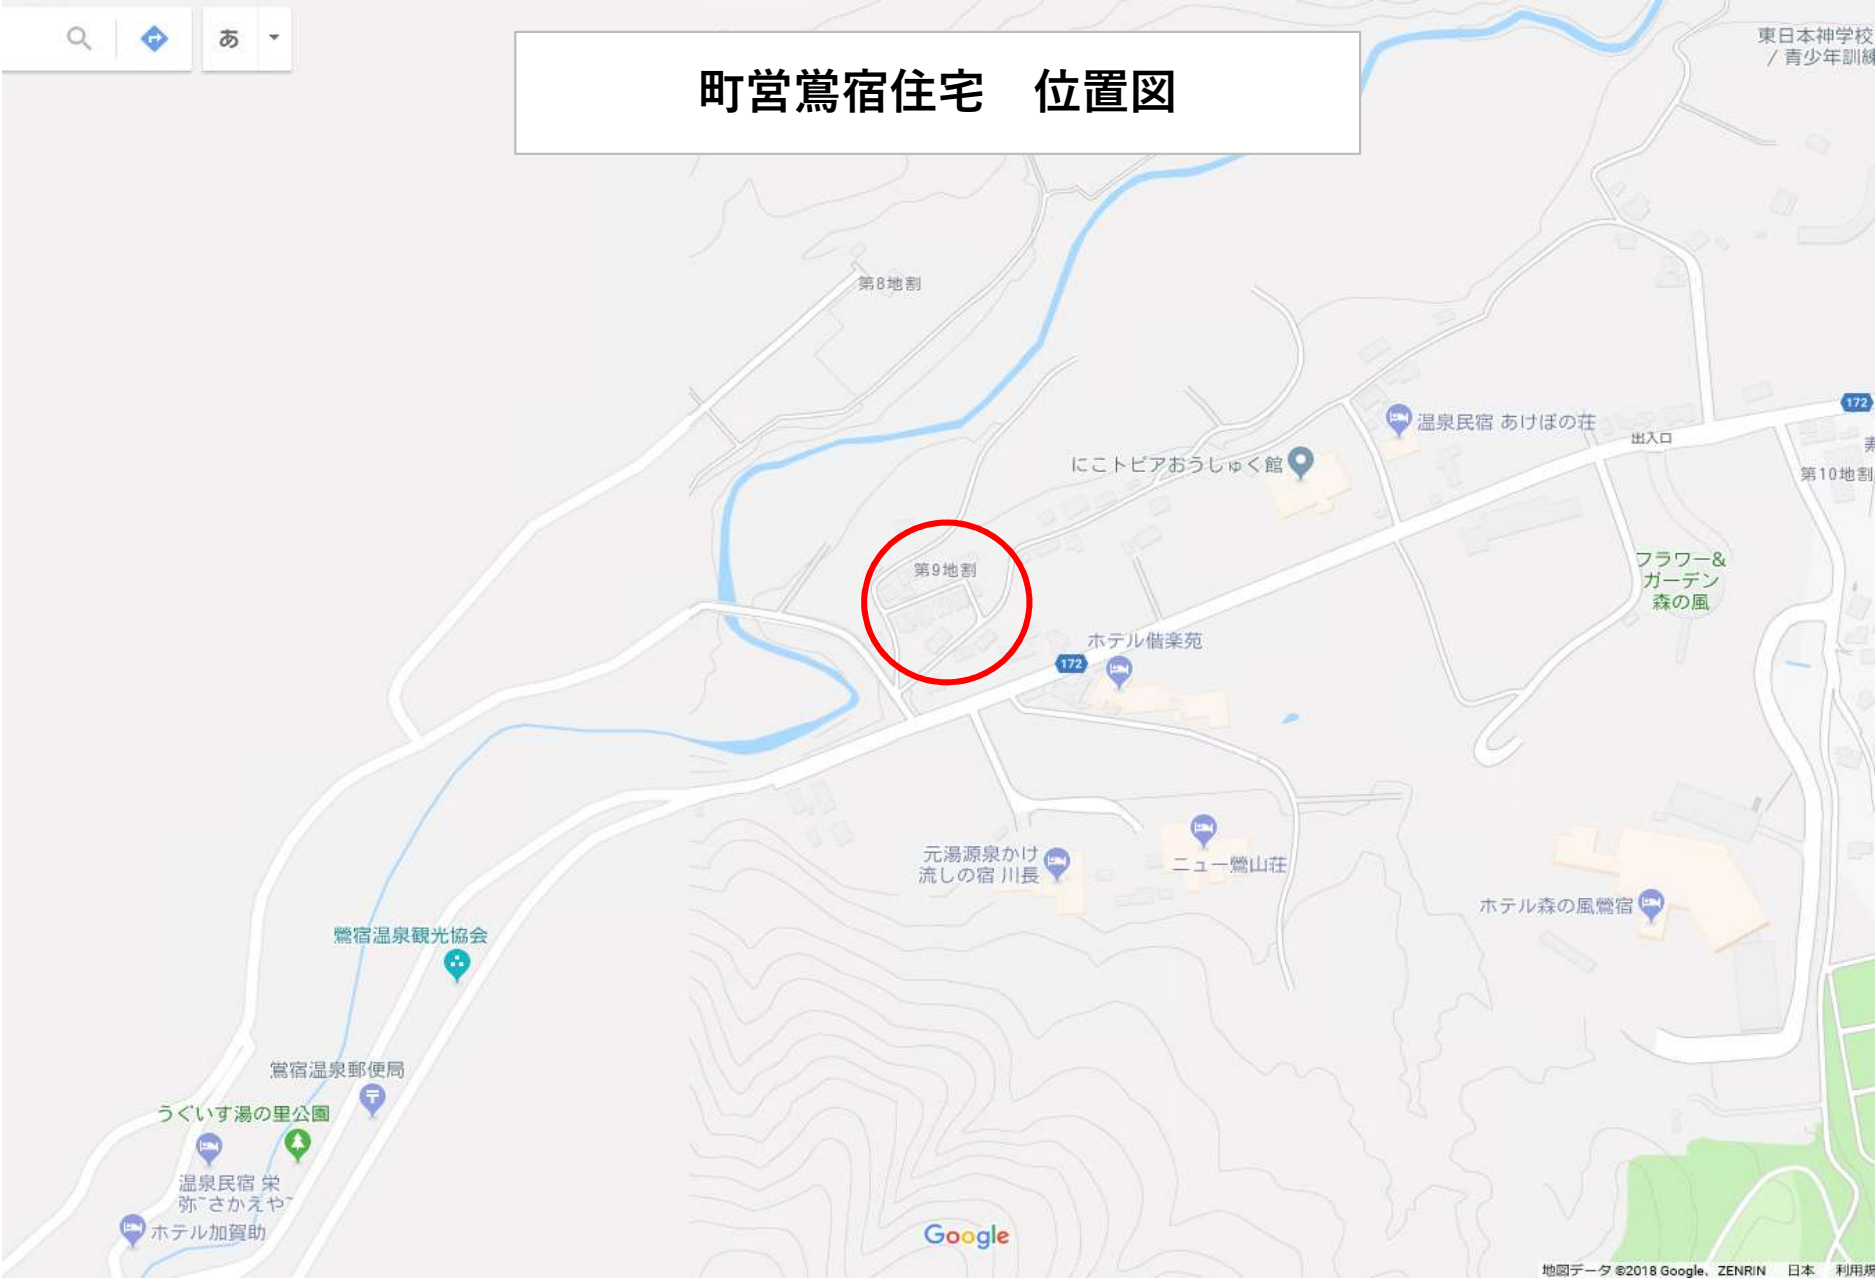 あ
町営鴬宿住宅　位置図
東日本神学校
/ 青少年訓練
第8地割
172
温泉民宿 あけぼの荘
出入口
にこトピアおうしゅく館
第10地割
第9地割
フラワー&
ガーデン
森の風
ホテル偕楽苑
172
元湯源泉かけ
流しの宿 川長
ニュー鶯山荘
ホテル森の風鶯宿
鶯宿温泉観光協会
鴬宿温泉郵便局
うぐいす湯の里公園
温泉民宿 栄
弥~さかえや~
ホテル加賀助
Google
地図データ ©2018 Google、ZENRIN 日本 利用規